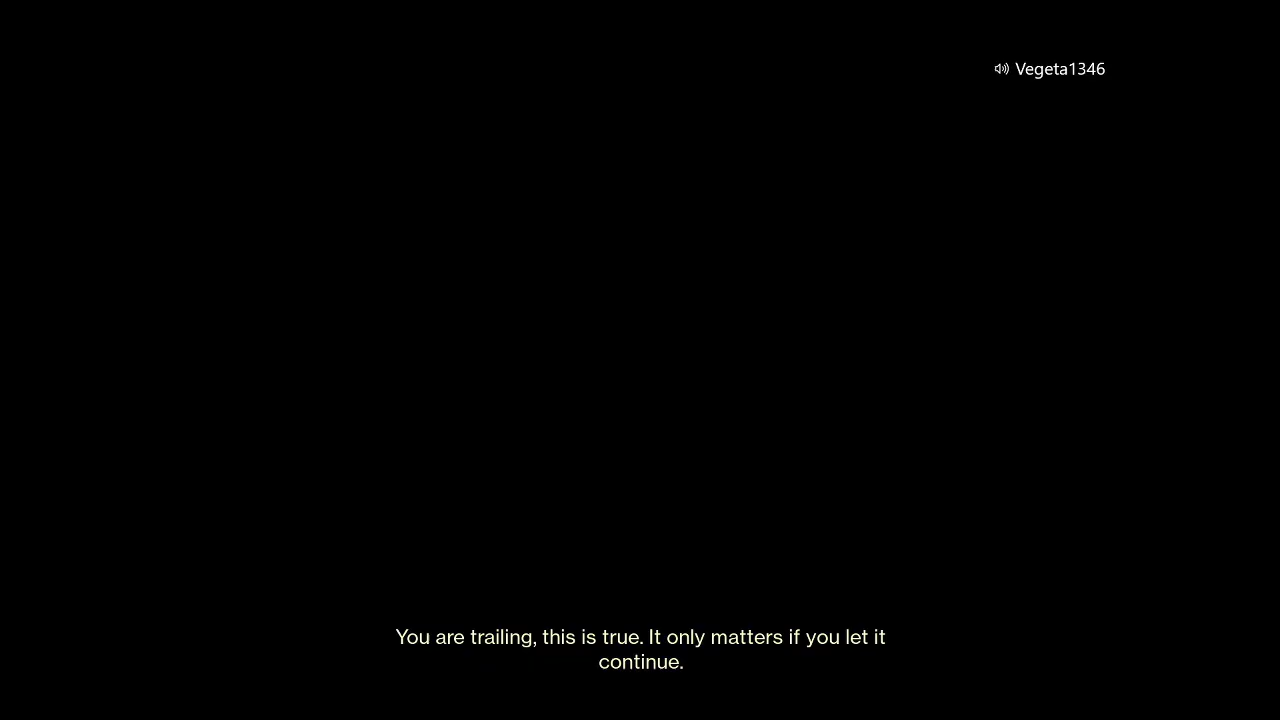 Vegeta1346
You are trailing, this is true. It only matters if you let it
continue.